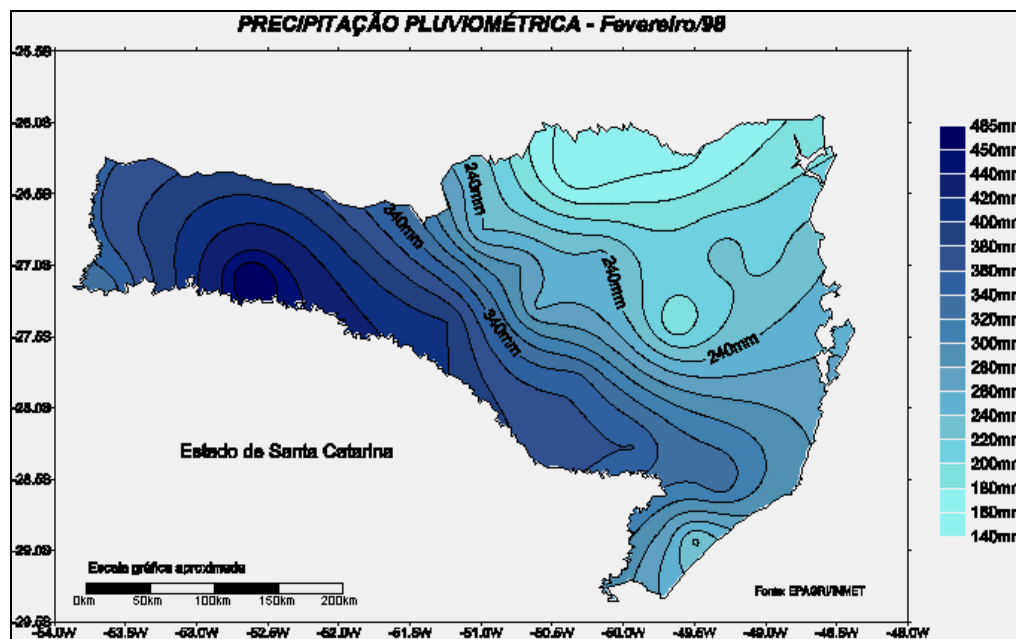 PRECIPITAÇÃO PLUVIOMÉTRICA - Fevereiro/98
-54.0W
-53.5W
-53.0W
-52.5W
-52.0W
-51.5W
-51.0W
-50.5W
-50.0W
-49.5W
-49.0W
-48.5W
-48.0W
-25.5S
-26.0S
-26.5S
-27.0S
-27.5S
-28.0S
-28.5S
-29.0S
-29.5S
240mm
340mm
240mm
340mm
240mm
465mm
450mm
440mm
420mm
400mm
380mm
360mm
340mm
320mm
300mm
280mm
260mm
240mm
220mm
200mm
180mm
160mm
140mm
Estado de Santa Catarina
Escala gráfica aproximada
0km 50km 100km 150km 200km
Fonte: EPAGRI/INMET